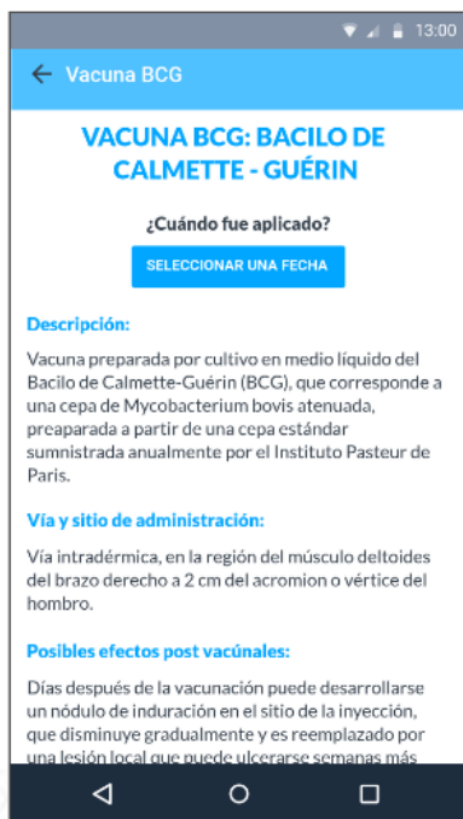 13:00
Vacuna BCG
VACUNA BCG: BACILO DE
CALMETTE - GUÉRIN
¿Cuándo fue aplicado?
SELECCIONAR UNA FECHA
Descripción:
Vacuna preparada por cultivo en medio líquido del
Bacilo de Calmette-Guérin (BCG), que corresponde a
una cepa de Mycobacterium bovis atenuada,
preaparada a partir de una cepa estándar
sumnistrada anualmente por el Instituto Pasteur de
Paris.
Vía y sitio de administración:
Vía intradérmica, en la región del músculo deltoides
del brazo derecho a 2 cm del acromion o vértice del
hombro.
Posibles efectos post vacúnales:
Días después de la vacunación puede desarrollarse
un nódulo de induración en el sitio de la inyección,
que disminuye gradualmente y es reemplazado por
una lesión local que puede ulcerarse semanas más